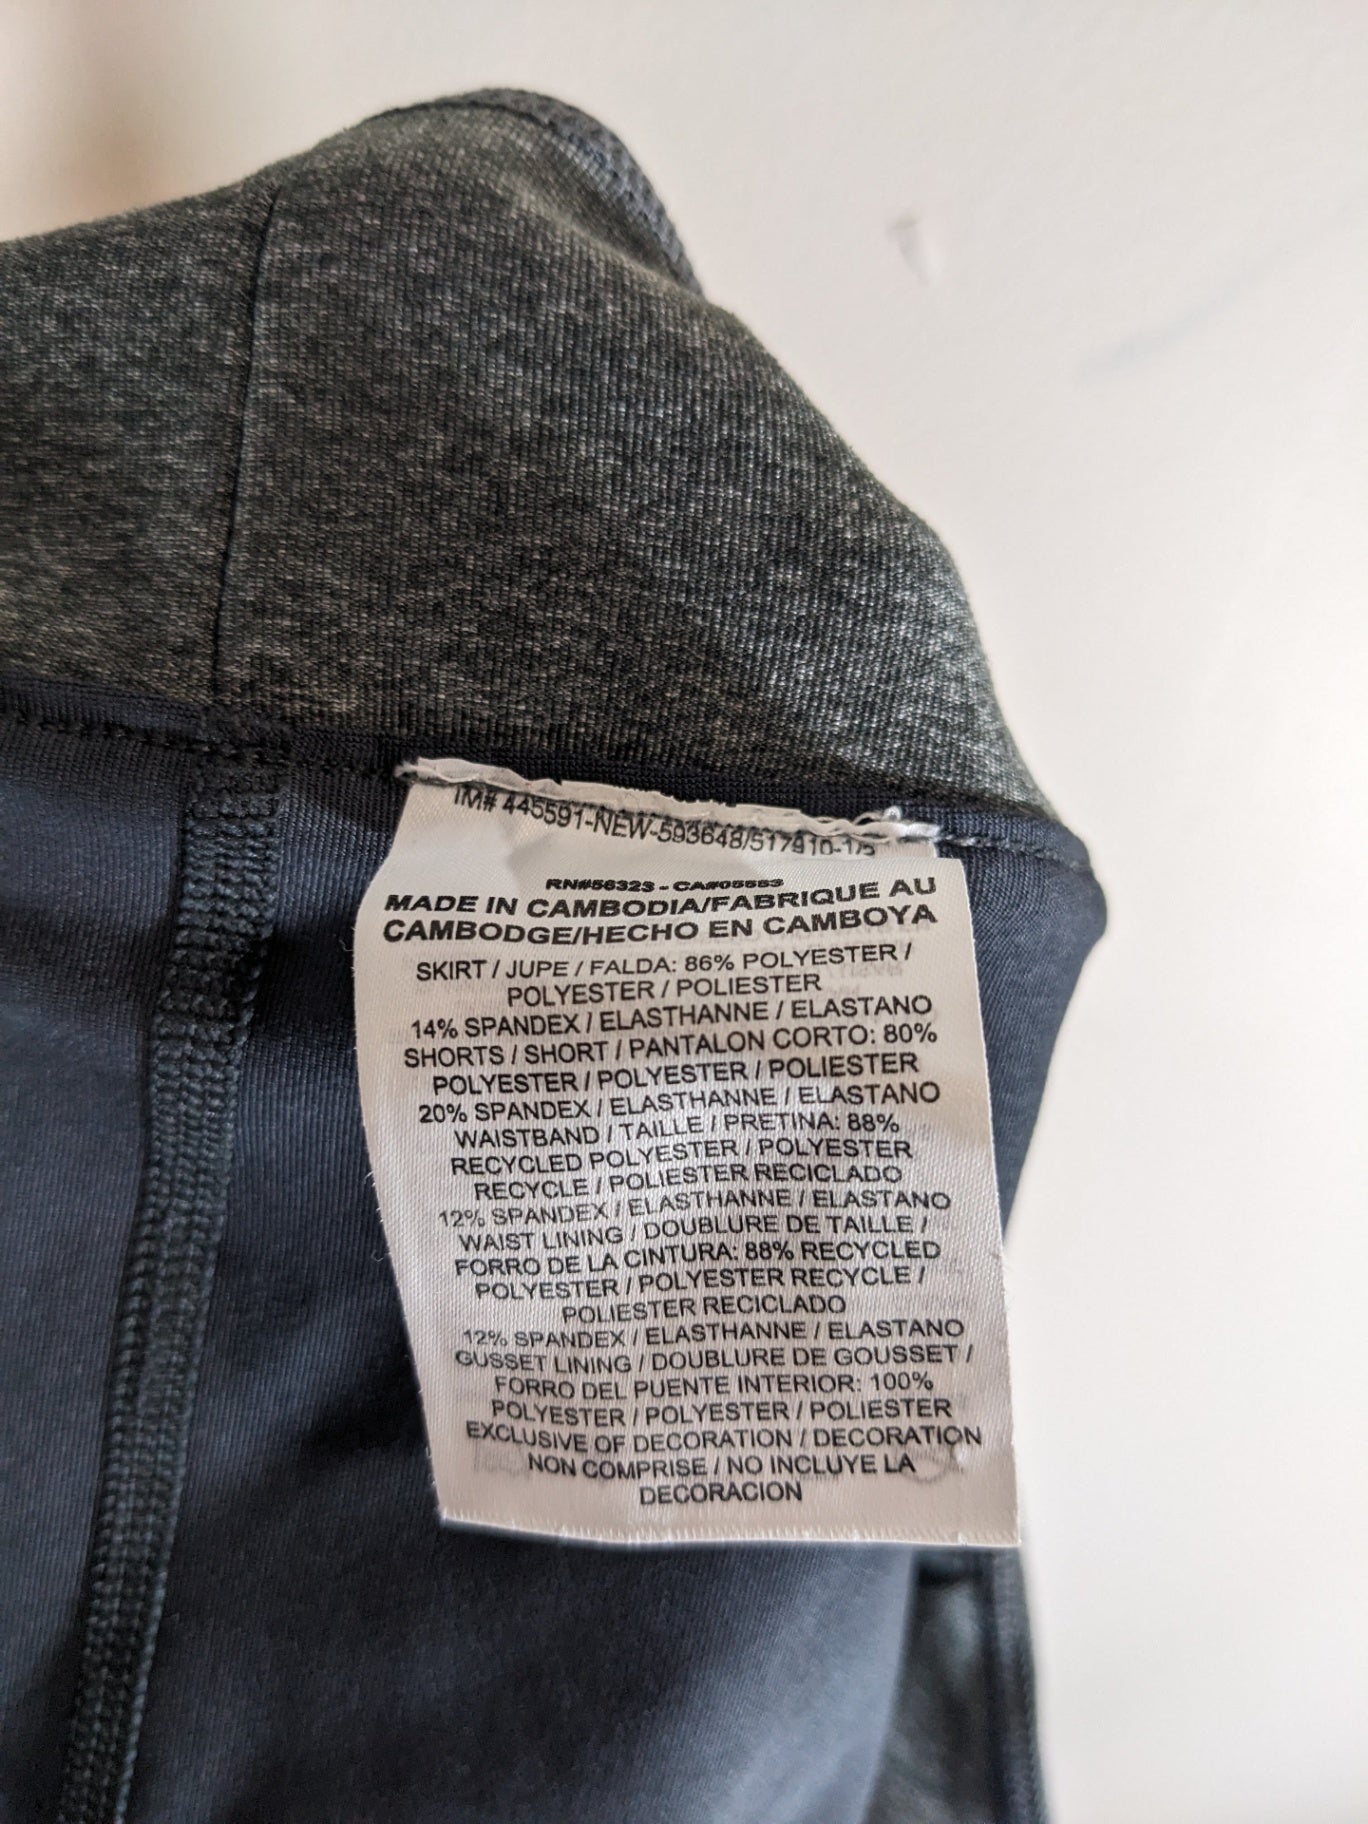 IM# 445591-NEW-593648/517910-1/5
RN#56323 - CA#05553
MADE IN CAMBODIA/FABRIQUE AU
CAMBODGE/HECHO EN CAMBOYA
SKIRT / JUPE / FALDA: 86% POLYESTER /
POLYESTER / POLIESTER
14% SPANDEX / ELASTHANNE / ELASTANO
SHORTS / SHORT / PANTALON CORTO: 80%
POLYESTER / POLYESTER / POLIESTER
20% SPANDEX / ELASTHANNE / ELASTANO
WAISTBAND / TAILLE / PRETINA: 88%
RECYCLED POLYESTER / POLYESTER
RECYCLE / POLIESTER RECICLADO
12% SPANDEX / ELASTHANNE / ELASTANO
WAIST LINING / DOUBLURE DE TAILLE /
FORRO DE LA CINTURA: 88% RECYCLED
POLYESTER / POLYESTER RECYCLE /
POLIESTER RECICLADO
12% SPANDEX / ELASTHANNE / ELASTANO
GUSSET LINING / DOUBLURE DE GOUSSET /
FORRO DEL PUENTE INTERIOR: 100%
POLYESTER / POLYESTER / POLIESTER
EXCLUSIVE OF DECORATION / DECORATION
NON COMPRISE / NO INCLUYE LA
DECORACION